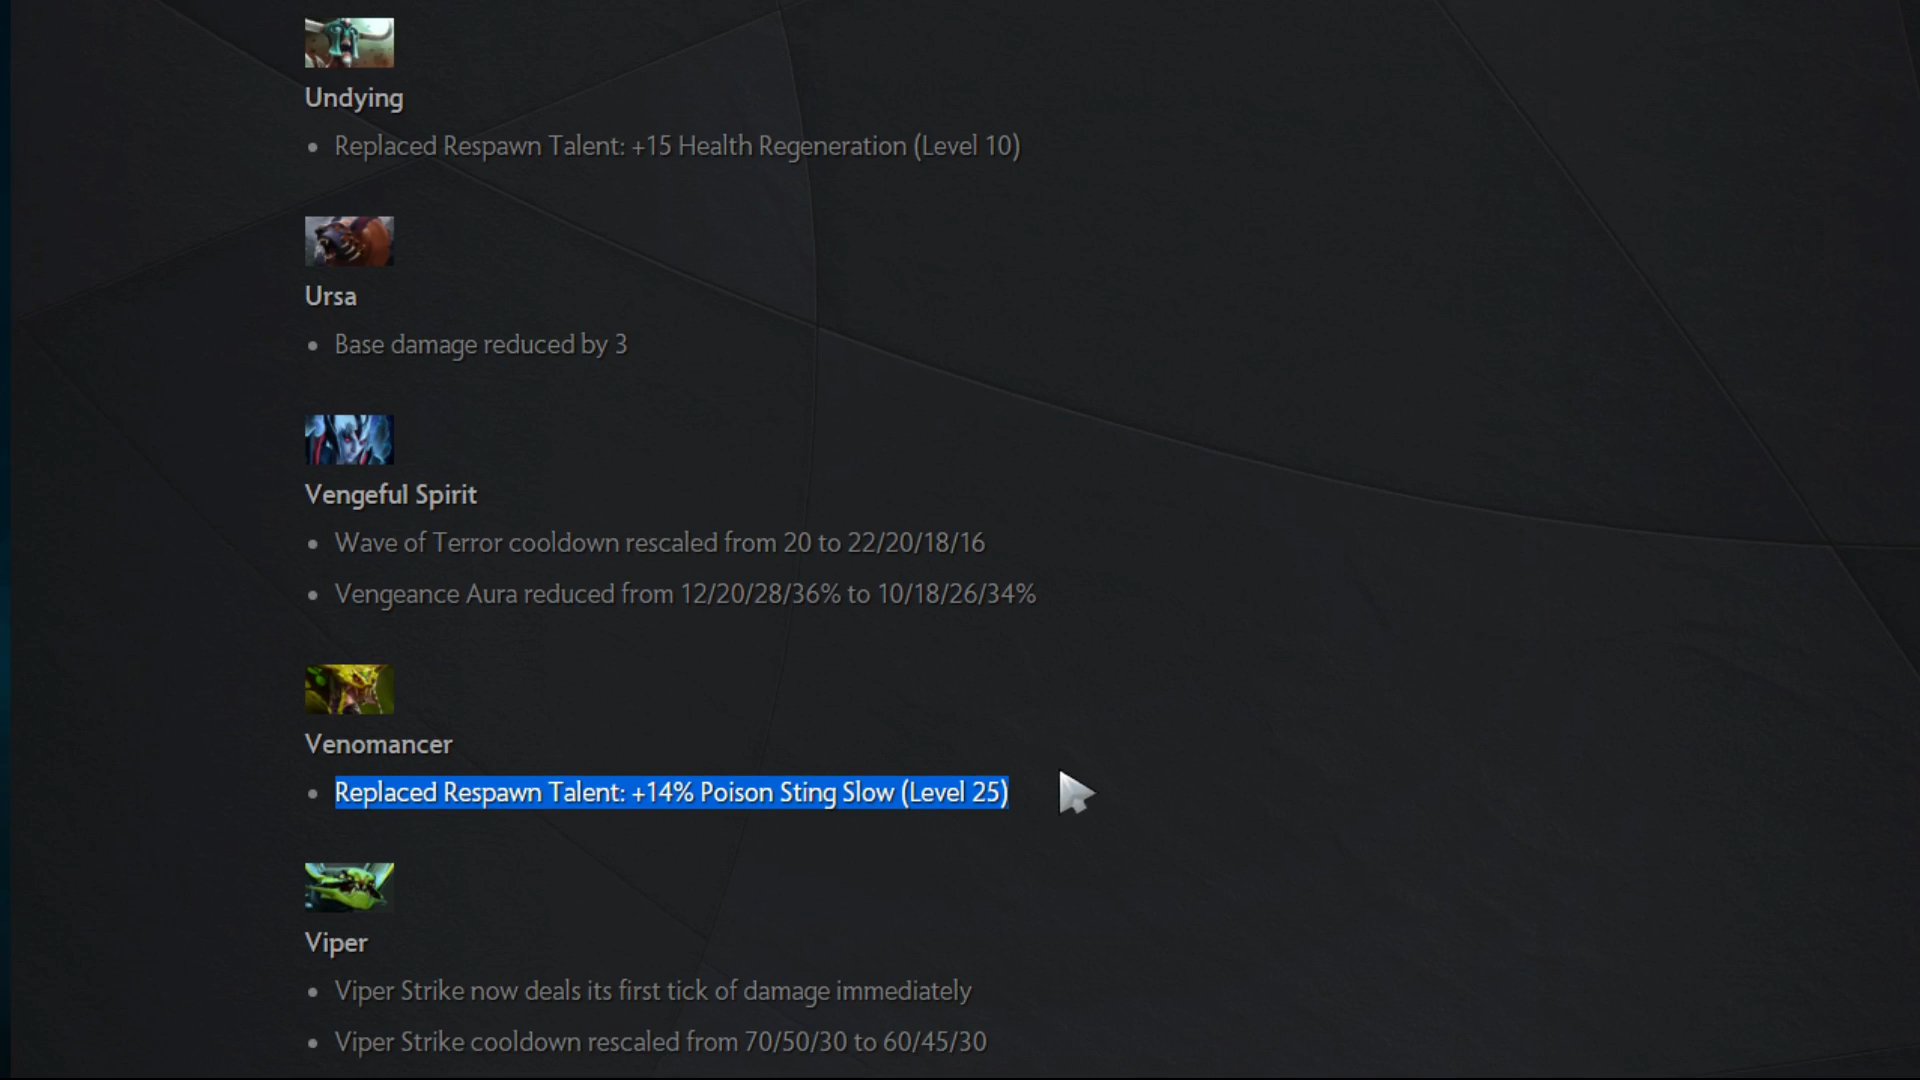 Undying
• Replaced Respawn Talent: +15 Health Regeneration (Level 10)
Ursa
• Base damage reduced by 3
Vengeful Spirit
• Wave of Terror cooldown rescaled from 20 to 22/20/18/16
• Vengeance Aura reduced from 12/20/28/36% to 10/18/26/34%
Venomancer
• Replaced Respawn Talent: +14% Poison Sting Slow (Level 25)
Viper
• Viper Strike now deals its first tick of damage immediately
• Viper Strike cooldown rescaled from 70/50/30 to 60/45/30